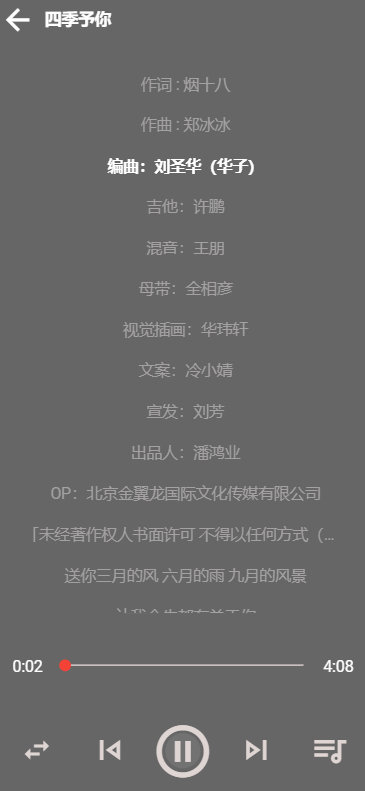 四季予你
作词 : 烟十八
作曲 : 郑冰冰
编曲：刘圣华（华子）
吉他：许鹏
混音：王朋
母带：全相彦
视觉插画：华玮轩
文案：冷小婧
宣发：刘芳
出品人：潘鸿业
OP：北京金翼龙国际文化传媒有限公司
「未经著作权人书面许可 不得以任何方式（...
送你三月的风 六月的雨 九月的风景
0:02
4:08